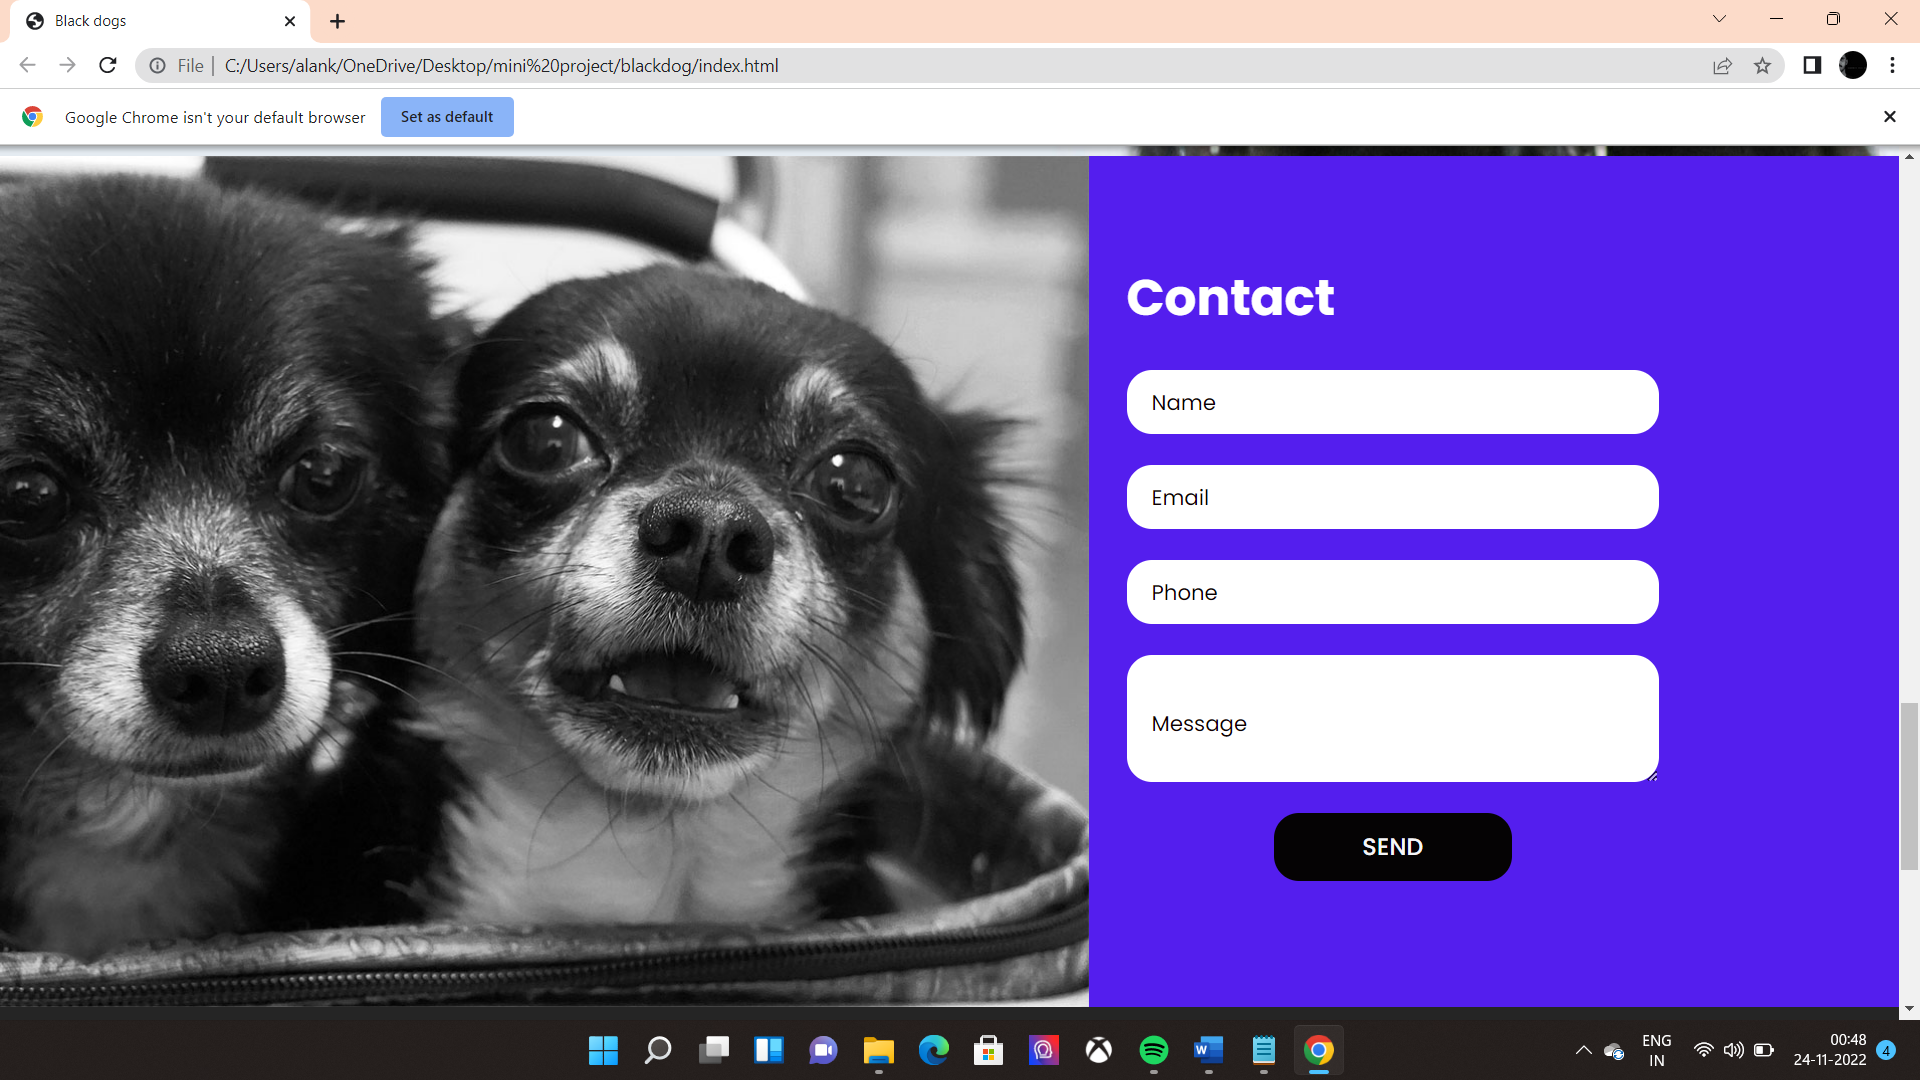 Black dogs
File | C:/Users/alank/OneDrive/Desktop/mini%20project/blackdog/index.html
Google Chrome isn't your default browser
Set as default
Contact
Name
Email
Phone
Message
SEND
W
ENG
IN
00:48
24-11-2022
4